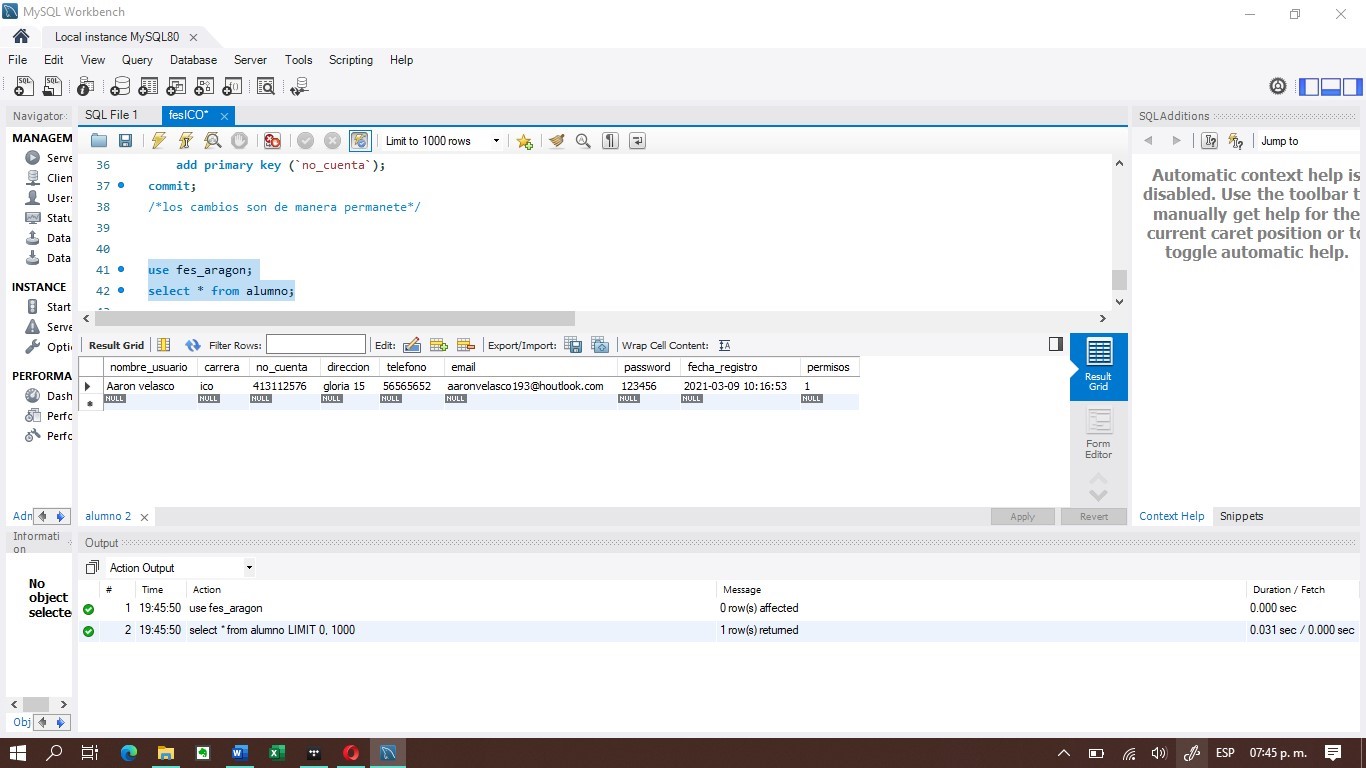 MySQL Workbench
Local instance MySQL80
File Edit View Query Database Server Tools Scripting Help
Navigator
SQL File 1
fesICO*
SQLAdditions
MANAGEM
Serve
Clien
Users
Statu
Data
Data
INSTANCE
Start
Serve
Optic
PERFORMA
Dash
Perfo
Perfo
Limit to 1000 rows
Jump to
36 add primary key (`no_cuenta`);
37 commit;
38 /*los cambios son de manera permanete*/
39
40
41 use fes_aragon;
42 select * from alumno;
Automatic context help is
disabled. Use the toolbar t
manually get help for the
current caret position or to
toggle automatic help.
Result Grid Filter Rows: Edit: Export/Import: Wrap Cell Content: IA
nombre_usuario carrera no_cuenta direccion telefono email password fecha_registro permisos
Aaron velasco ico 413112576 gloria 15 56565652 aaronvelasco193@houtlook.com 123456 2021-03-09 10:16:53 1
NULL NULL NULL NULL NULL NULL NULL NULL NULL
Result
Grid
Form
Editor
Adn
alumno 2
Apply
Revert
Context Help
Snippets
Informati
on
No
object
selecte
Obj
Output
Action Output
# Time Action Message Duration / Fetch
1 19:45:50 use fes_aragon 0 row(s) affected 0.000 sec
2 19:45:50 select * from alumno LIMIT 0, 1000 1 row(s) returned 0.031 sec / 0.000 sec
ESP
07:45 p. m.